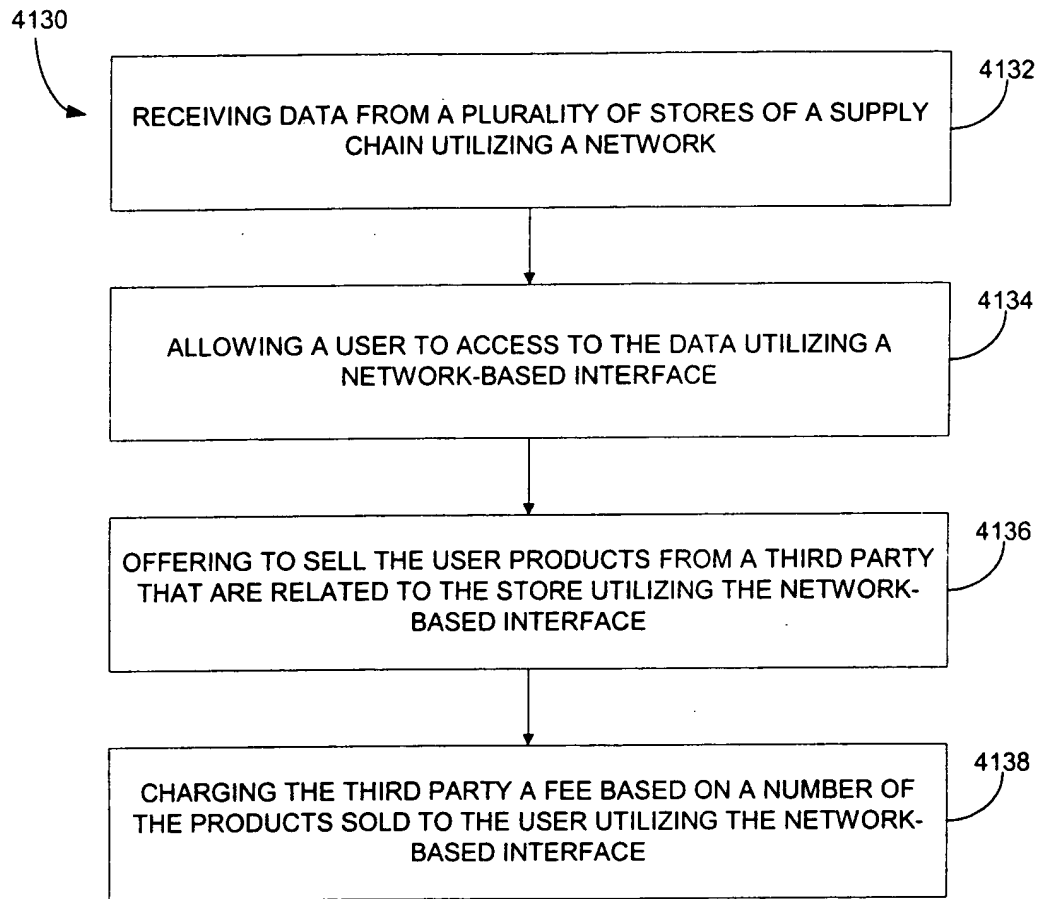 4130
4132
RECEIVING DATA FROM A PLURALITY OF STORES OF A SUPPLY
CHAIN UTILIZING A NETWORK
4134
ALLOWING A USER TO ACCESS TO THE DATA UTILIZING A
NETWORK-BASED INTERFACE
4136
OFFERING TO SELL THE USER PRODUCTS FROM A THIRD PARTY
THAT ARE RELATED TO THE STORE UTILIZING THE NETWORK-
BASED INTERFACE
4138
CHARGING THE THIRD PARTY A FEE BASED ON A NUMBER OF
THE PRODUCTS SOLD TO THE USER UTILIZING THE NETWORK-
BASED INTERFACE